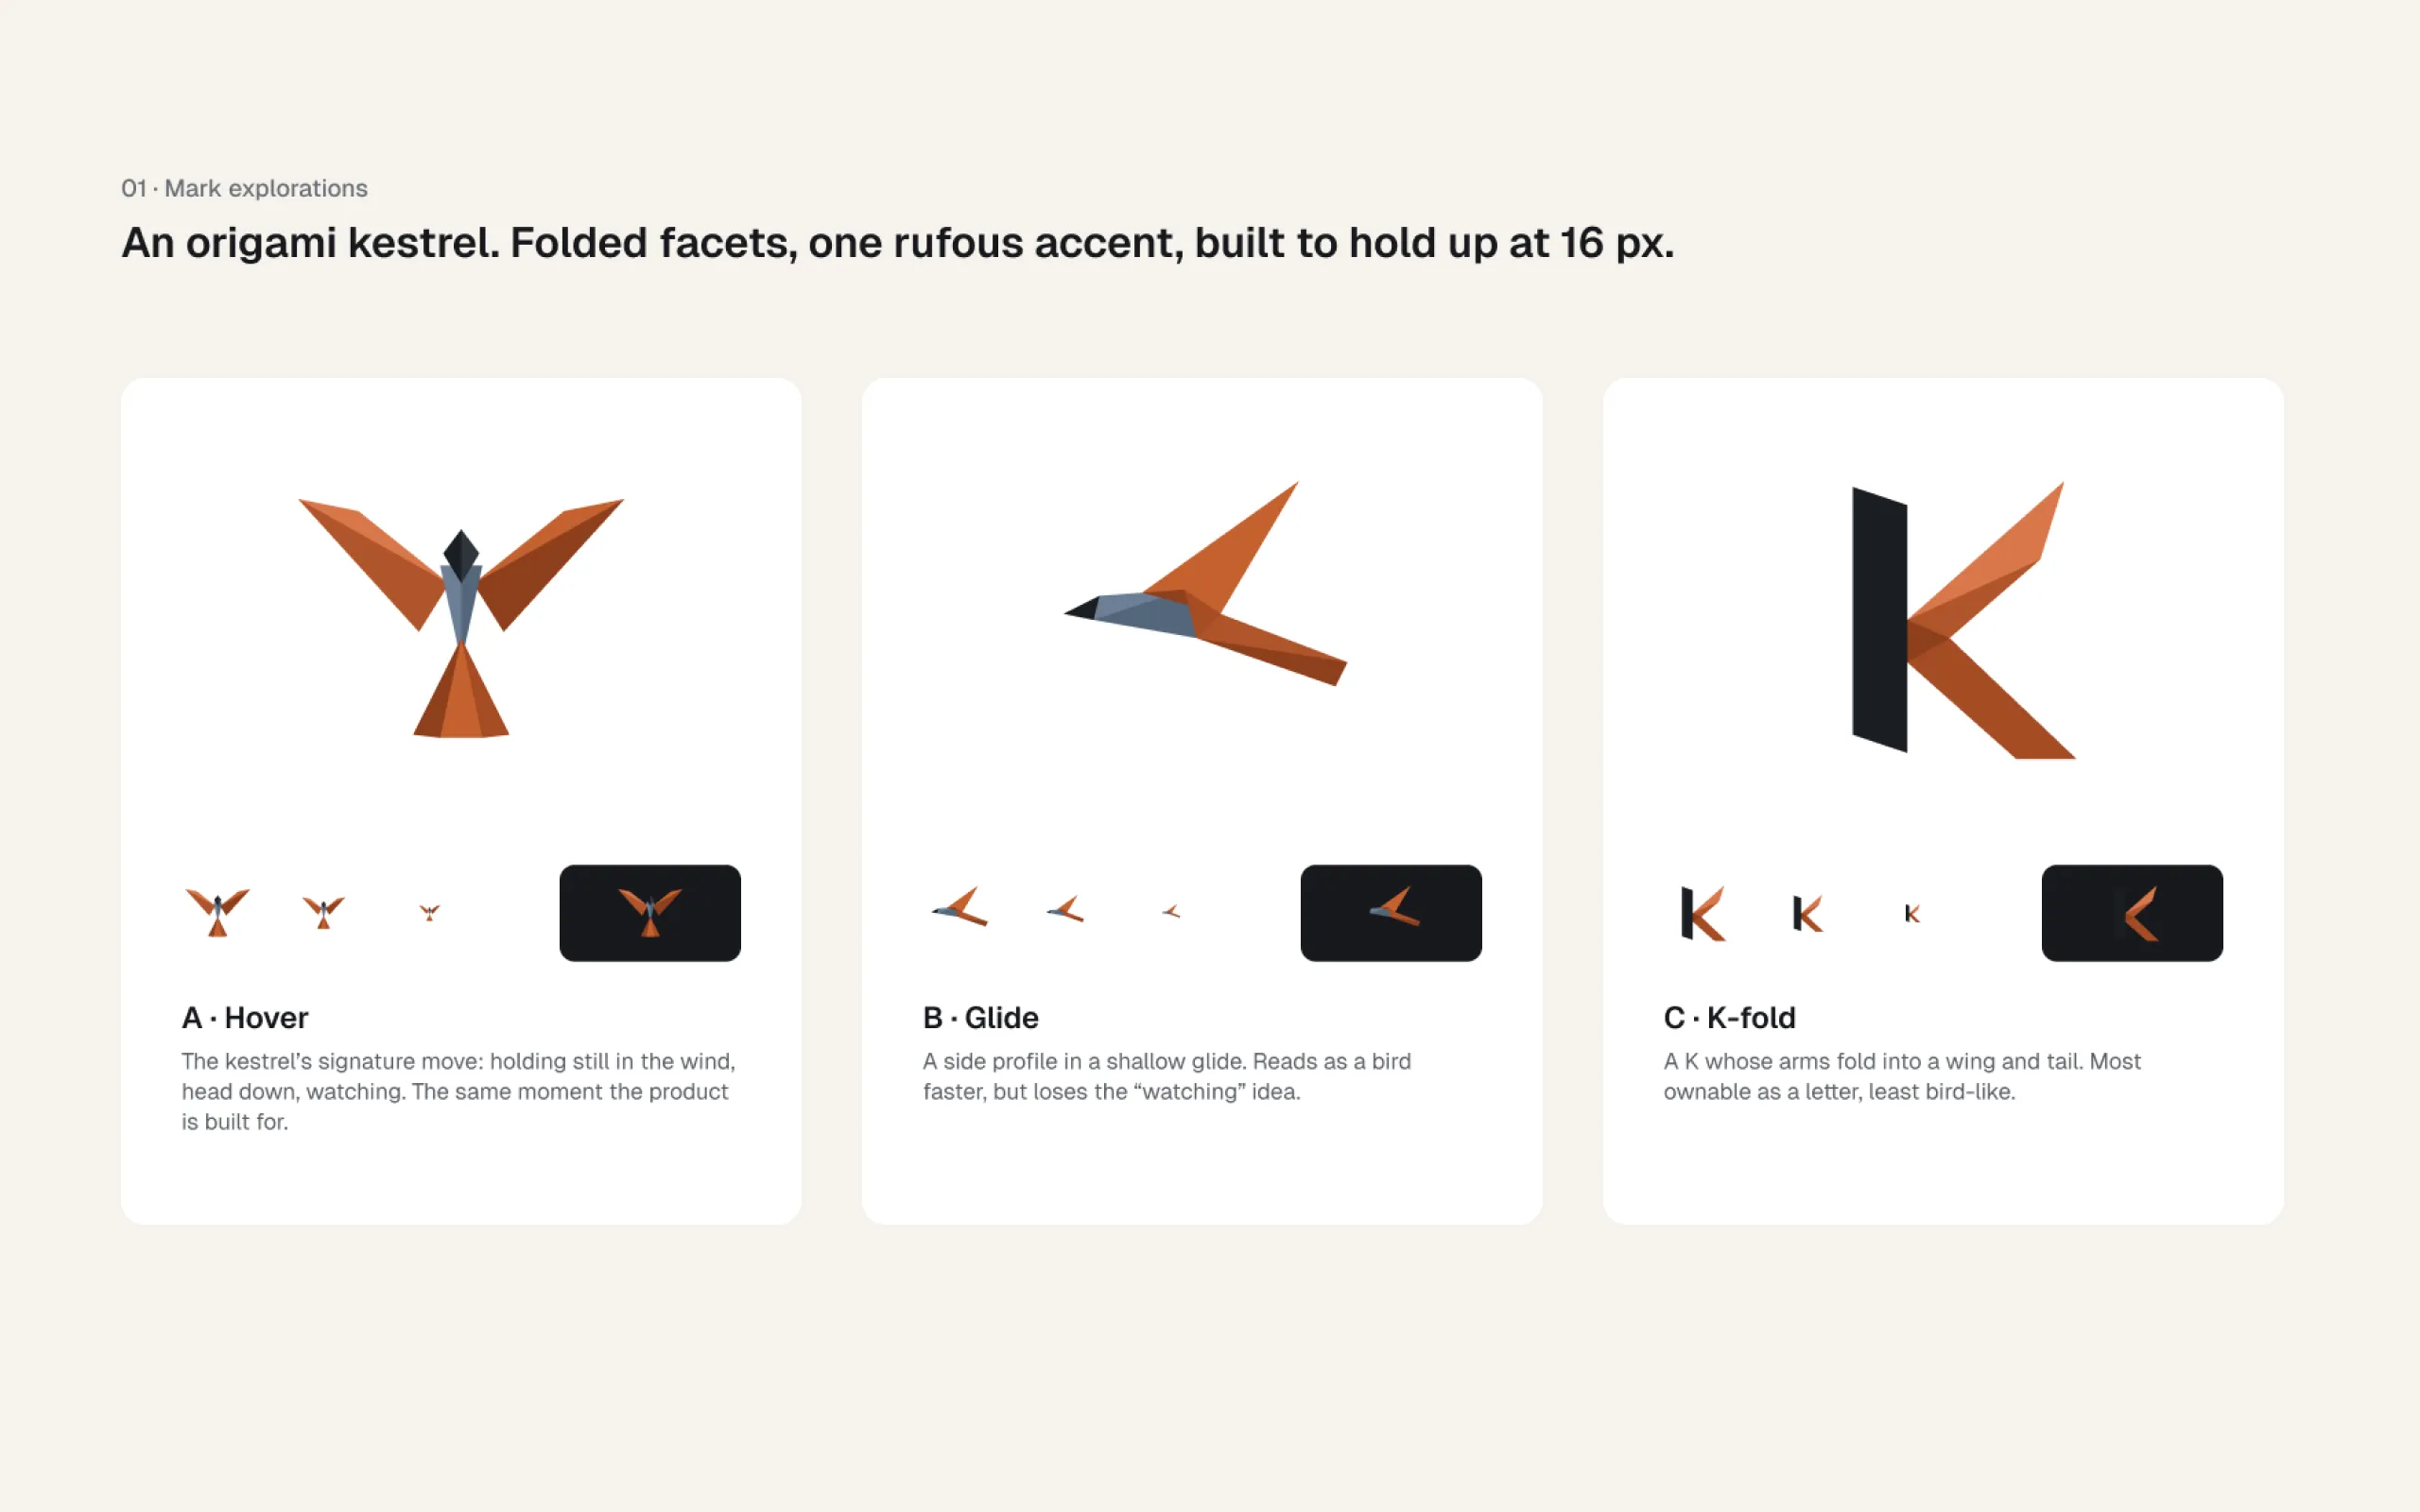 01 · Mark explorations
An origami kestrel. Folded facets, one rufous accent, built to hold up at 16 px.
A · Hover
The kestrel’s signature move: holding still in the wind,
head down, watching. The same moment the product
is built for.
B · Glide
A side profile in a shallow glide. Reads as a bird
faster, but loses the “watching” idea.
C · K-fold
A K whose arms fold into a wing and tail. Most
ownable as a letter, least bird-like.